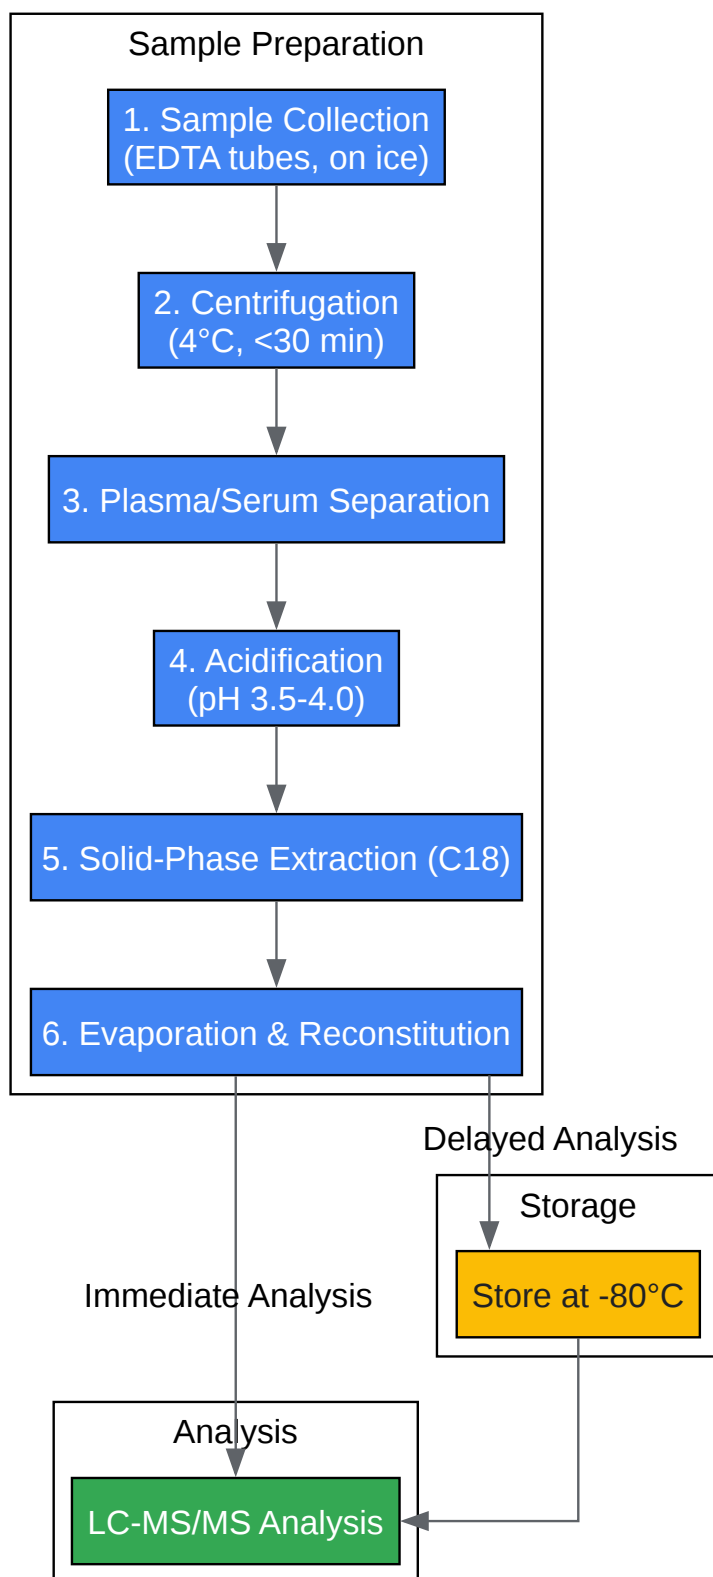 Sample Preparation
1. Sample Collection
(EDTA tubes, on ice)
2. Centrifugation
(4°C, <30 min)
3. Plasma/Serum Separation
4. Acidification
(pH 3.5-4.0)
5. Solid-Phase Extraction (C18)
6. Evaporation & Reconstitution
Delayed Analysis
Storage
Store at -80°C
Immediate Analysis
Analysis
LC-MS/MS Analysis